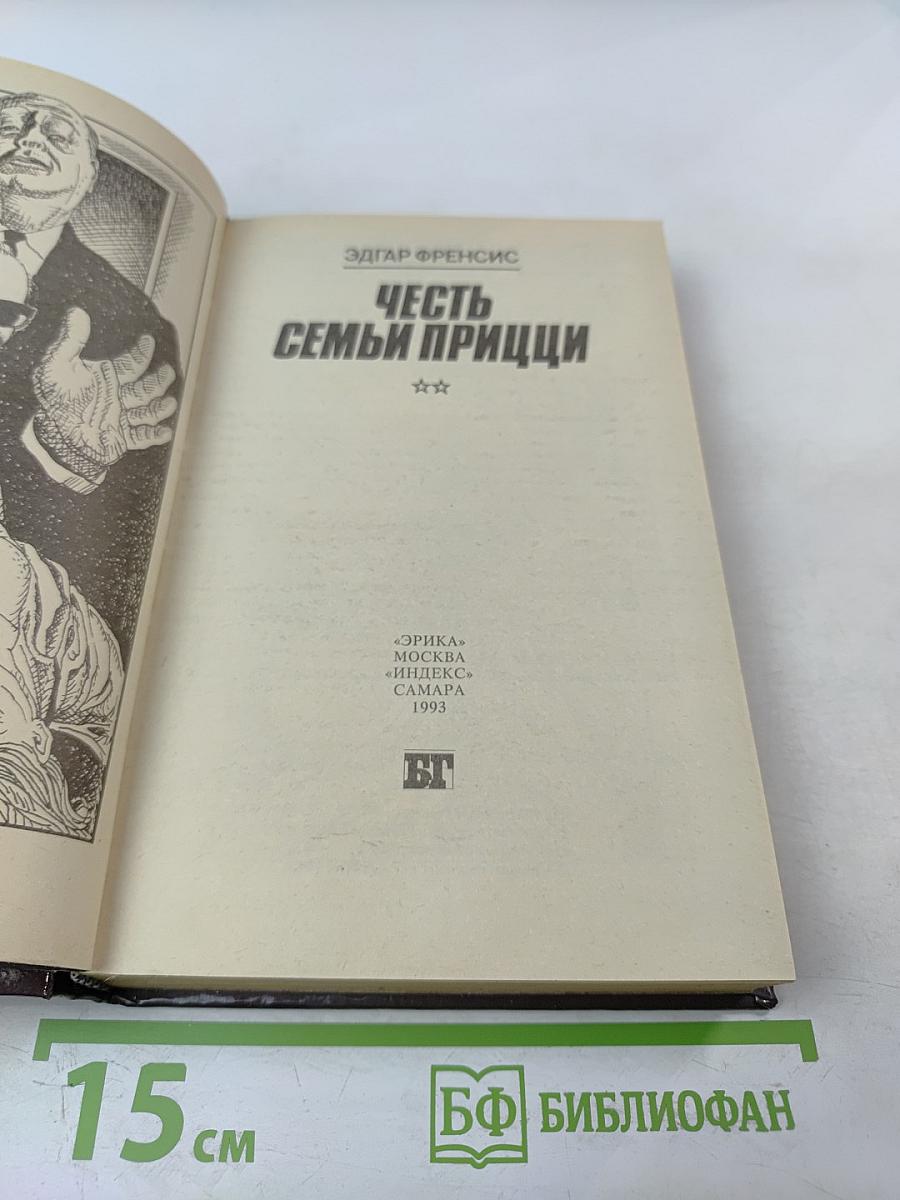 ЭДГАР ФРЕНСИС
ЧЕСТЬ
СЕМЬИ ПРИЦЦИ
«ЭРИКА»
МОСКВА
«ИНДЕКС»
САМАРА
1993
БГ
15 см
БФ БИБЛИОФАН